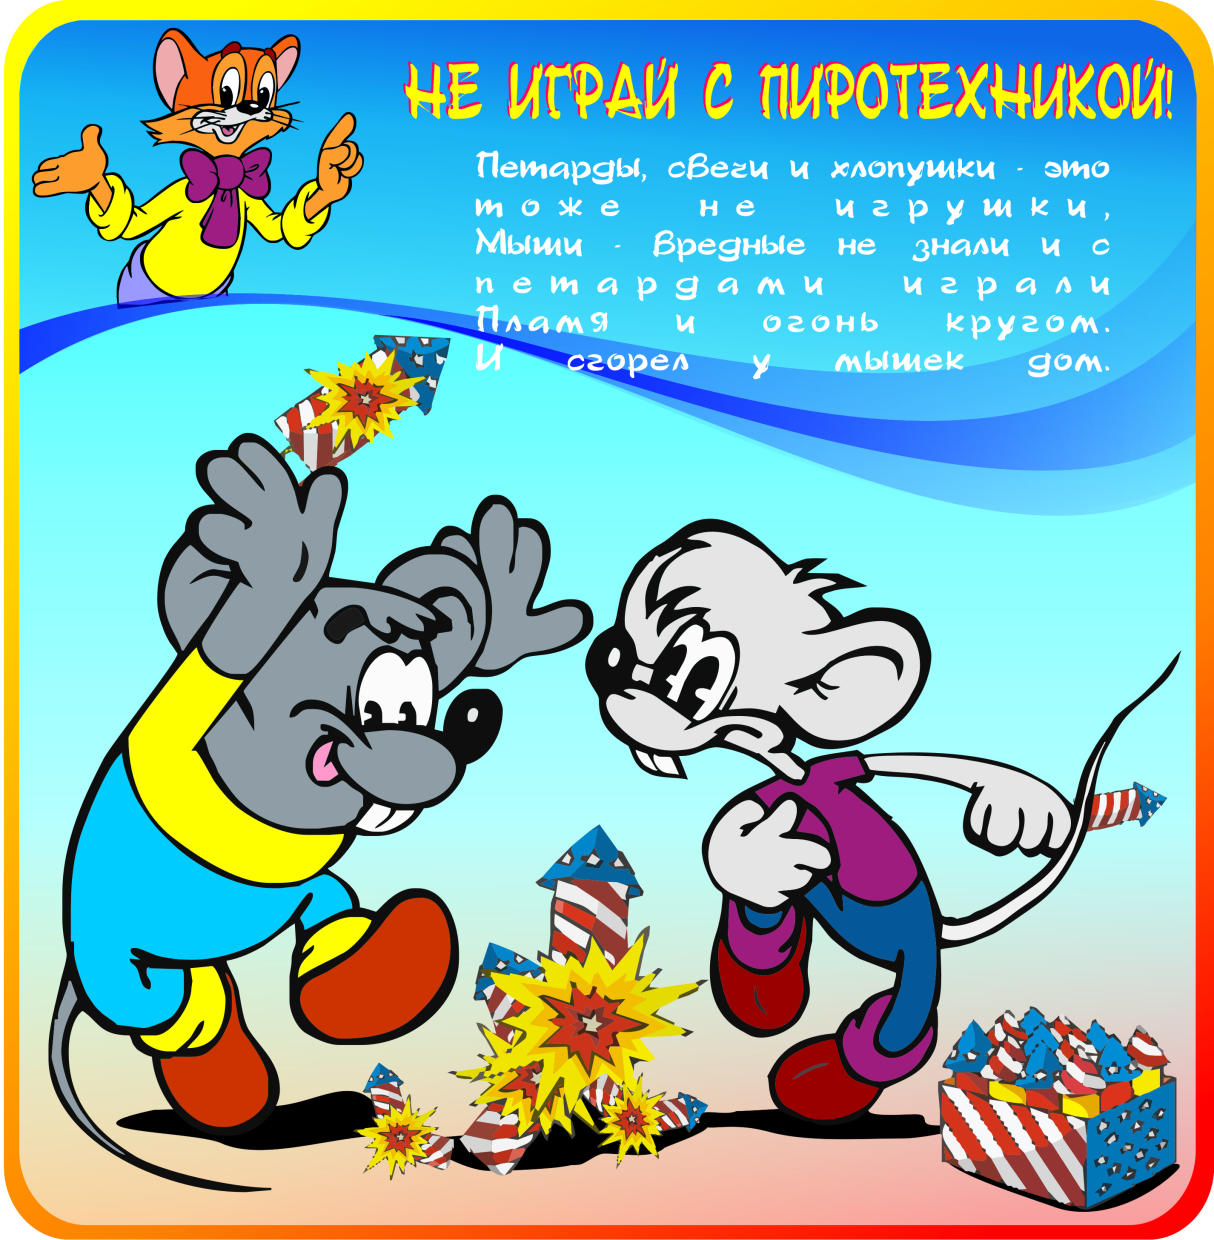 НЕ ИГРАЙ С ПИРОТЕХНИКОЙ!
Петарды, свечи и хлопушки - это
тоже не игрушки,
Мыши - Вредные не знали и с
петардами играли
Пламя и огонь кругом.
И сгорел у мышек дом.